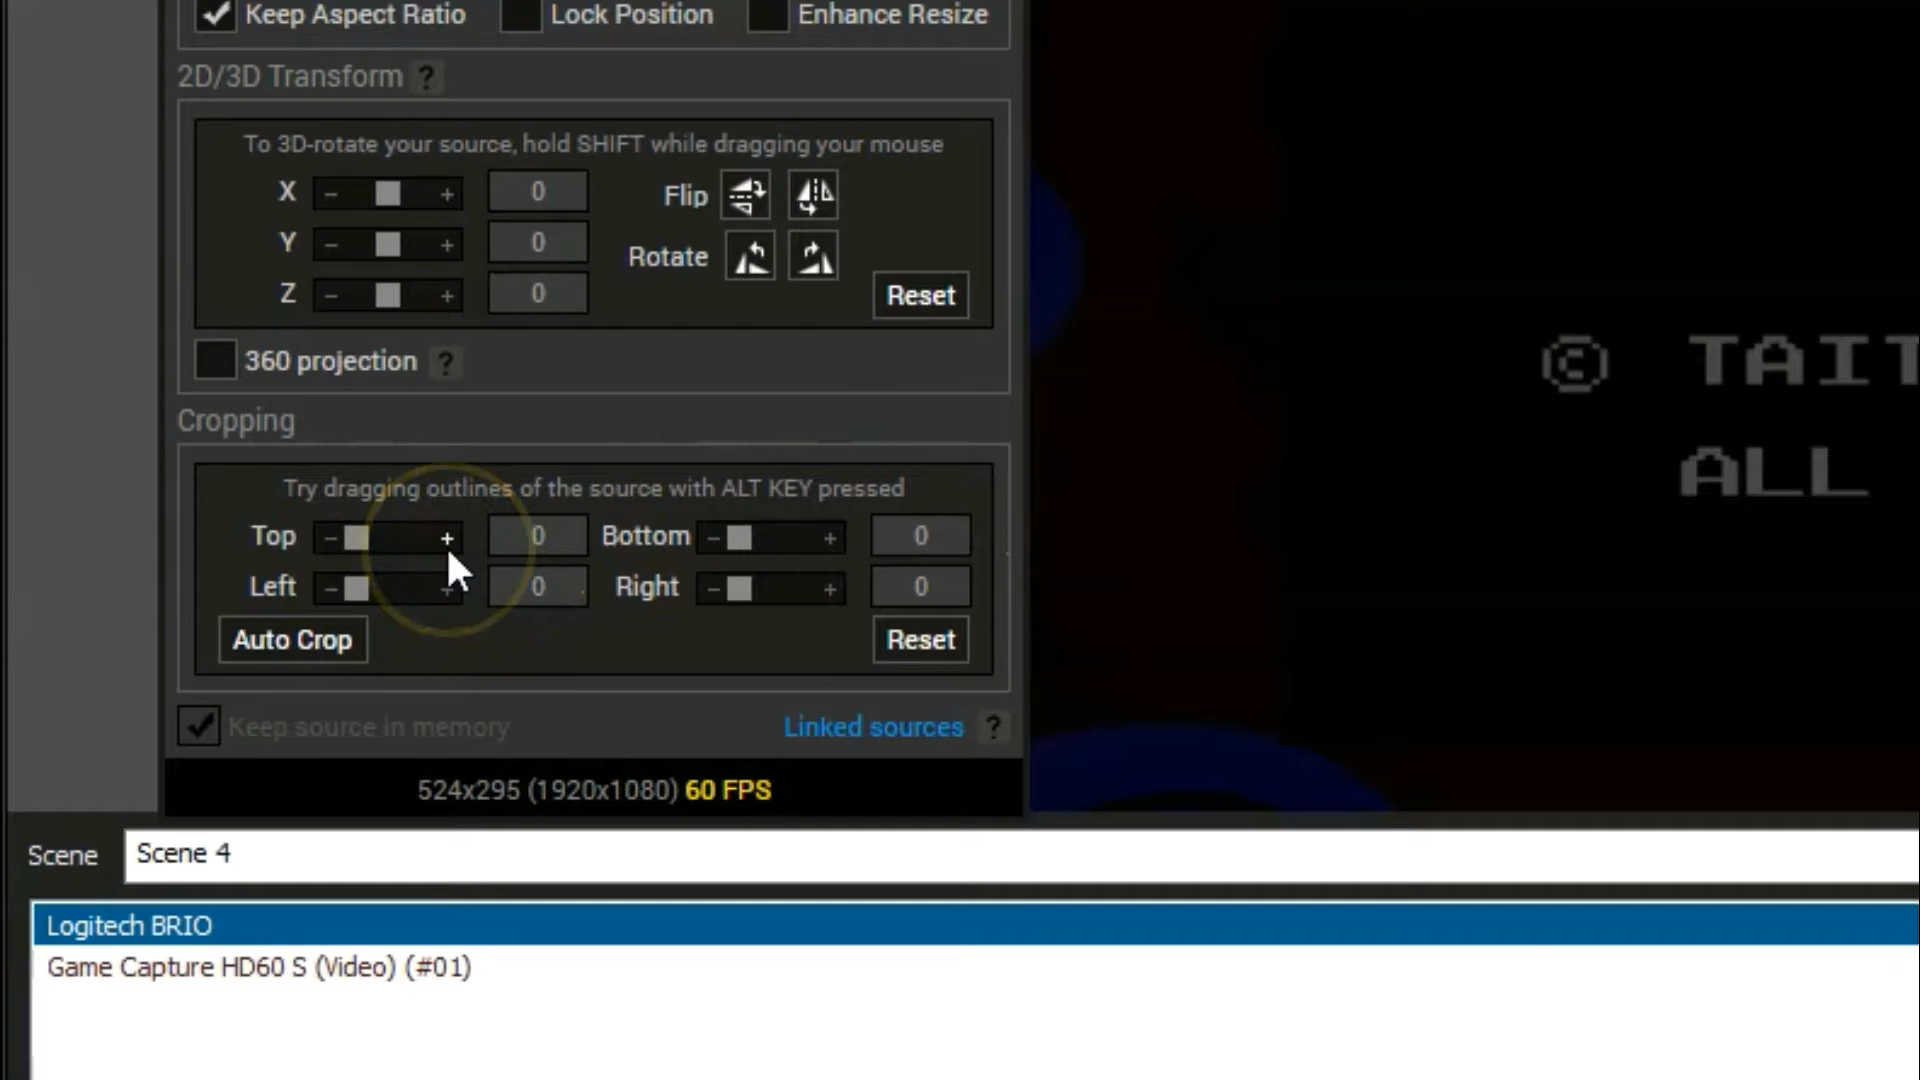 Keep Aspect Ratio Lock Position Enhance Resize
2D/3D Transform ?
To 3D-rotate your source, hold SHIFT while dragging your mouse
X - + 0 Flip
Y - + 0
Rotate
Z - + 0 Reset
360 projection ?
Cropping
Try dragging outlines of the source with ALT KEY pressed
Top - + 0 Bottom - + 0
Left - + 0 Right - + 0
Auto Crop Reset
Keep source in memory Linked sources ?
524x295 (1920x1080) 60 FPS
© TAIT
ALL
Scene Scene 4
Logitech BRIO
Game Capture HD60 S (Video) (#01)